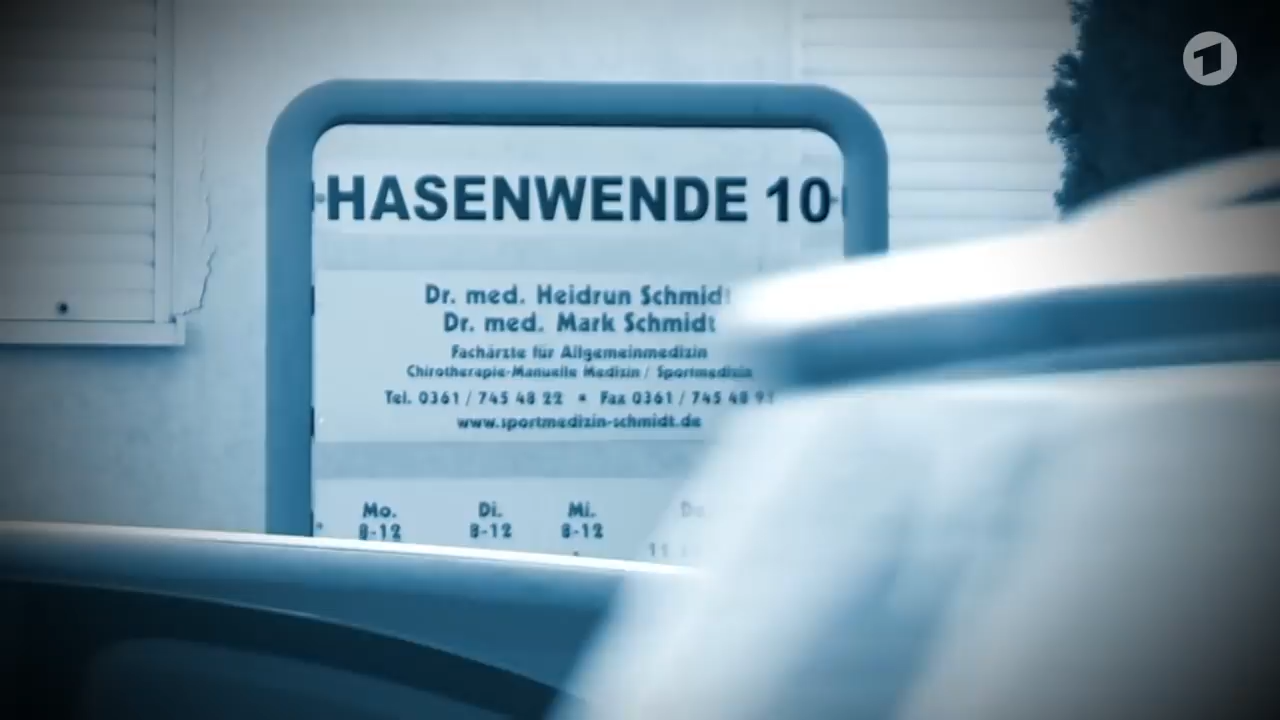 HASENWENDE 10
Dr. med. Heidrun Schmidt
Dr. med. Mark Schmidt
Fachärzte für Allgemeinmedizin
Chirotherapie-Manuelle Medizin / Sportmedizin
Tel. 0361 / 745 48 22 • Fax 0361 / 745 48
www.sportmedizin-schmidt.de
Mo. Di. Mi.
8-12 8-12 8-12